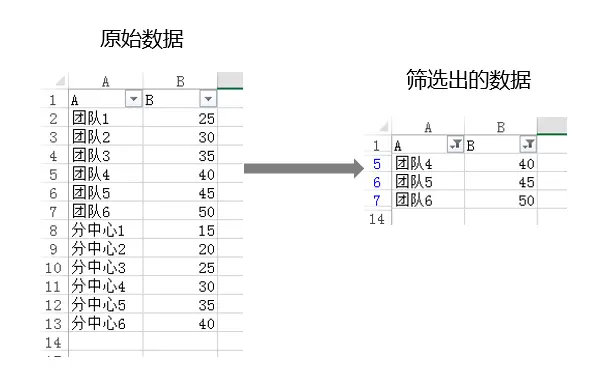 原始数据
A B
1 A B
2 团队1 25
3 团队2 30
4 团队3 35
5 团队4 40
6 团队5 45
7 团队6 50
8 分中心1 15
9 分中心2 20
10 分中心3 25
11 分中心4 30
12 分中心5 35
13 分中心6 40
14
筛选出的数据
A B
1 A B
5 团队4 40
6 团队5 45
7 团队6 50
14